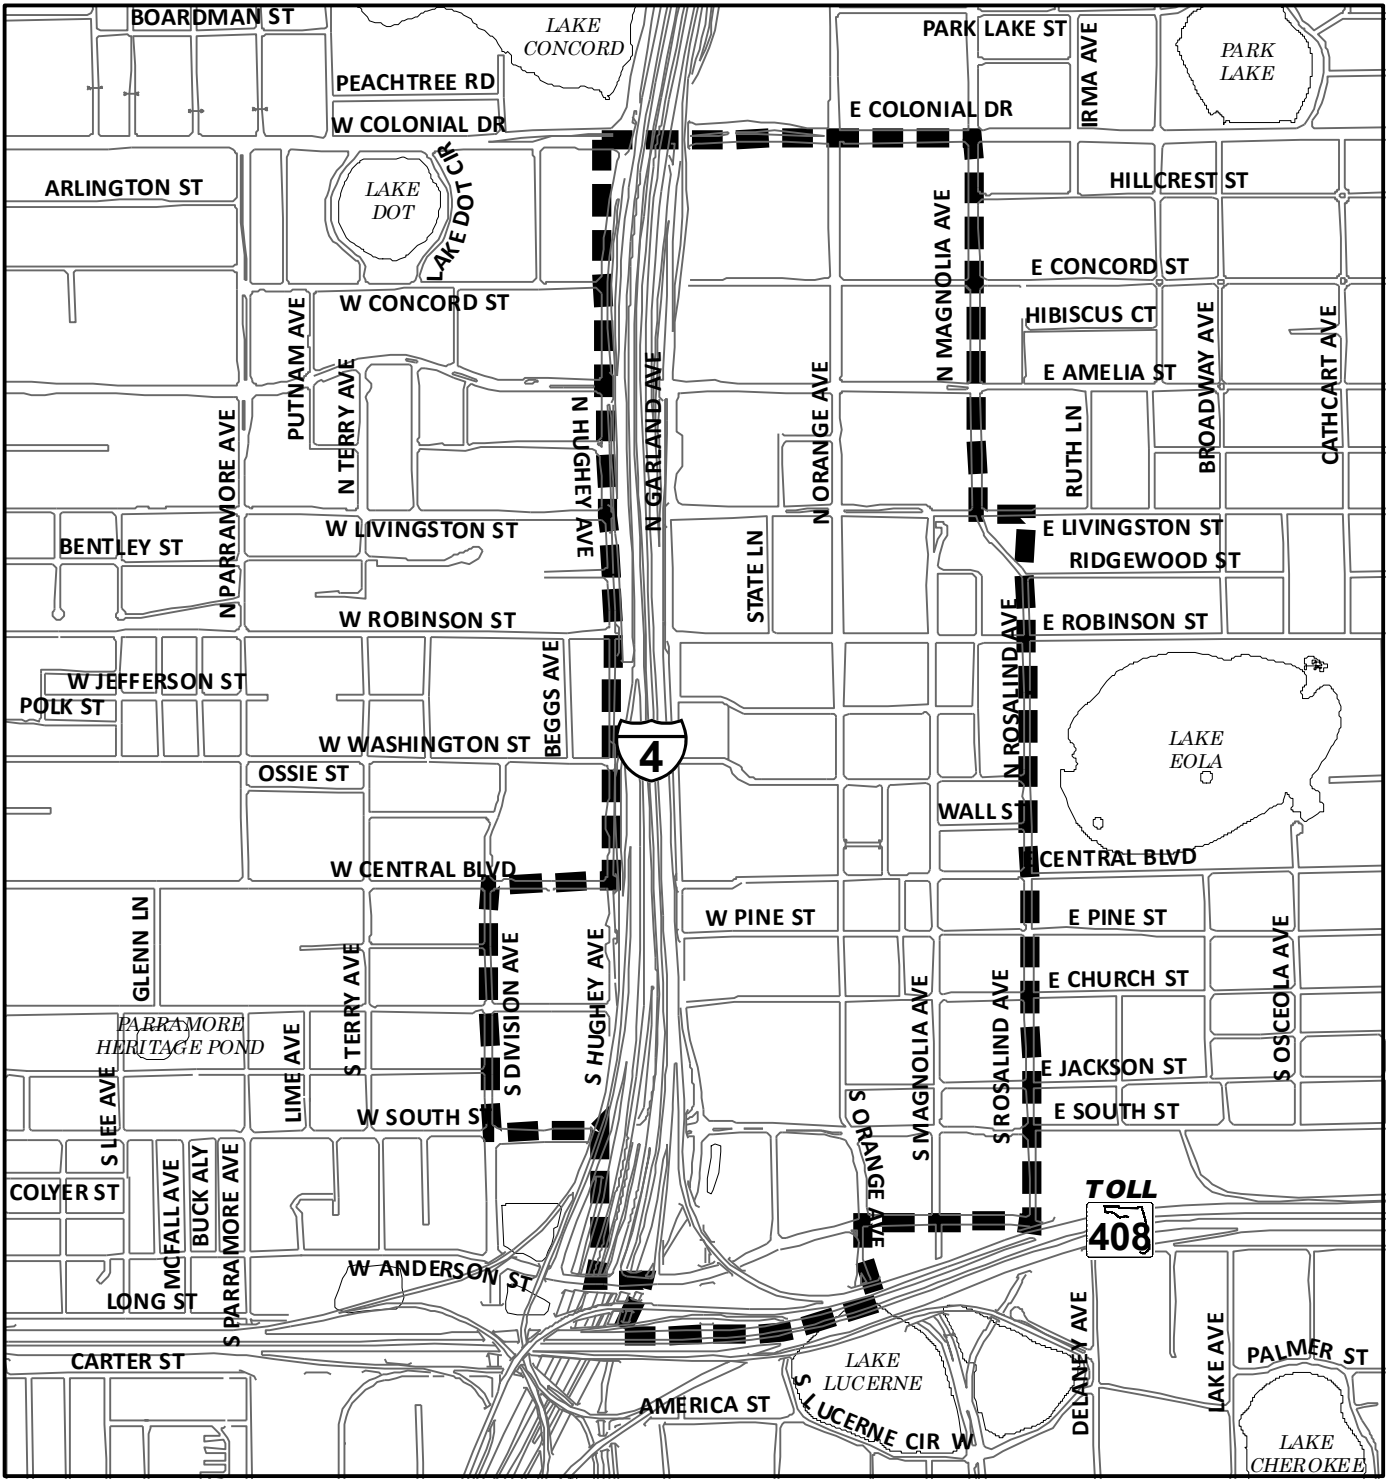 BOARDMAN ST
LAKE
CONCORD
PARK LAKE ST
IRMA AVE
PARK
LAKE
PEACHTREE RD
W COLONIAL DR
E COLONIAL DR
ARLINGTON ST
LAKE
DOT
LAKE DOT CIR
HILLCREST ST
N MAGNOLIA AVE
E CONCORD ST
W CONCORD ST
HIBISCUS CT
PUTNAM AVE
N TERRY AVE
N GARLAND AVE
N ORANGE AVE
E AMELIA ST
BROADWAY AVE
CATHCART AVE
N PARRAMORE AVE
N HUGHEY AVE
RUTH LN
W LIVINGSTON ST
E LIVINGSTON ST
BENTLEY ST
STATE LN
RIDGEWOOD ST
W ROBINSON ST
N ROSALIND AVE
E ROBINSON ST
W JEFFERSON ST
POLK ST
BEGGS AVE
W WASHINGTON ST
4
LAKE
EOLA
OSSIE ST
WALL ST
W CENTRAL BLVD
E CENTRAL BLVD
GLENN LN
W PINE ST
E PINE ST
S TERRY AVE
S DIVISION AVE
S HUGHEY AVE
S MAGNOLIA AVE
S ROSALIND AVE
E CHURCH ST
S OSCEOLA AVE
PARRAMORE
HERITAGE POND
LIME AVE
S LEE AVE
E JACKSON ST
W SOUTH ST
S ORANGE AVE
E SOUTH ST
COLYER ST
MCFALL AVE
BUCK ALY
S PARRAMORE AVE
TOLL
408
W ANDERSON ST
LONG ST
CARTER ST
LAKE
LUCERNE
DELANEY AVE
LAKE AVE
PALMER ST
AMERICA ST
S LUCERNE CIR W
LAKE
CHEROKEE